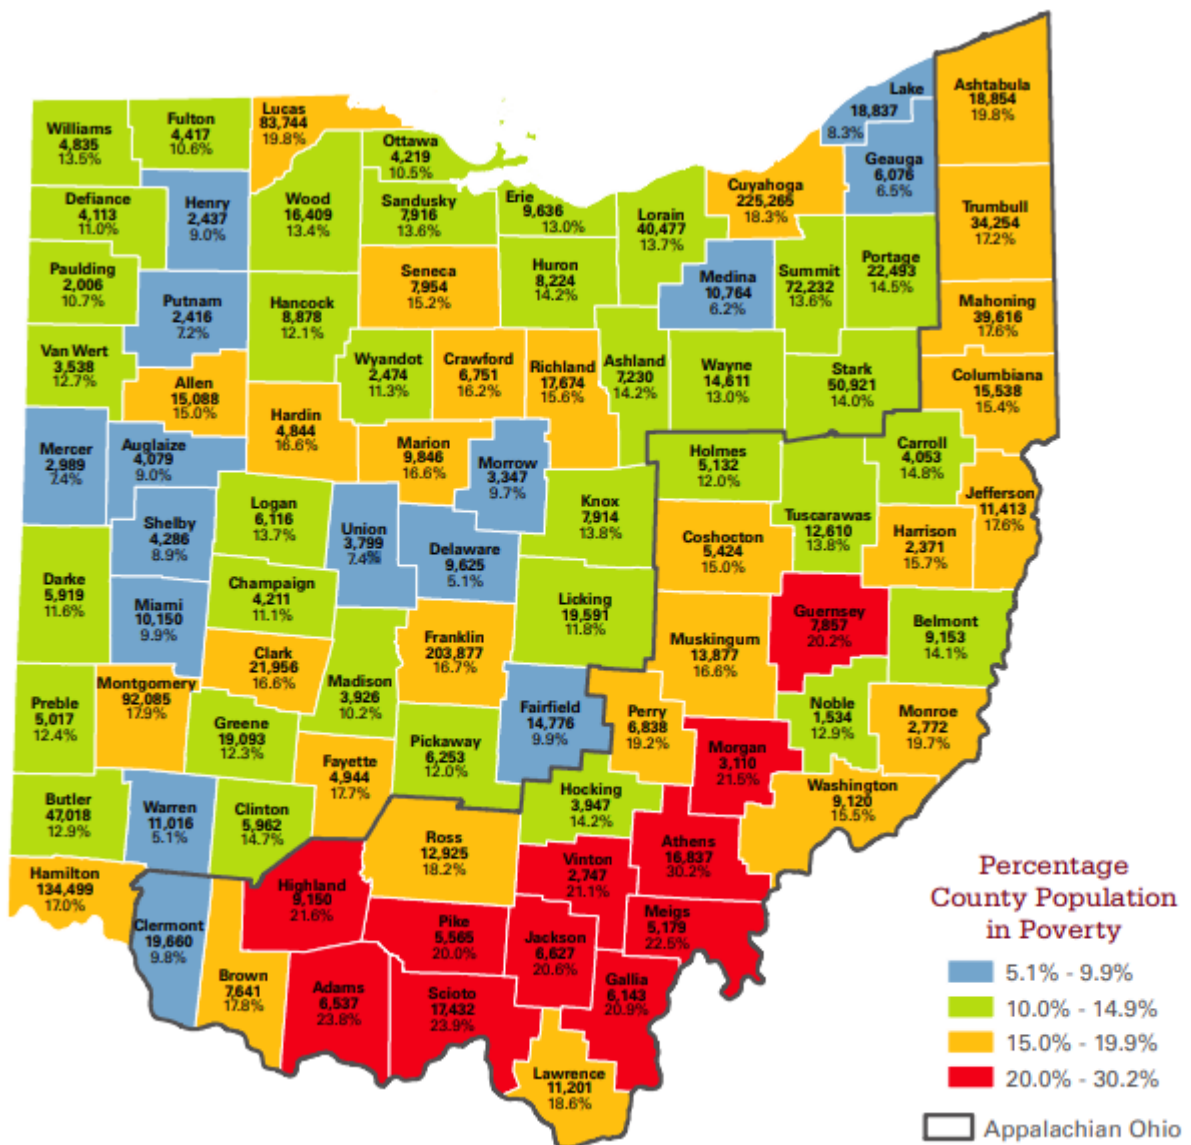 Lake
18,837
8.3%
Ashtabula
18,854
19.8%
Williams
4,835
13.5%
Fulton
4,417
10.6%
Lucas
83,744
19.8%
Ottawa
4,219
10.5%
Geauga
6,076
6.5%
Defiance
4,113
11.0%
Henry
2,437
9.0%
Wood
16,409
13.4%
Sandusky
7,916
13.6%
Erie
9,636
13.0%
Lorain
40,477
13.7%
Cuyahoga
225,265
18.3%
Trumbull
34,254
17.2%
Paulding
2,006
10.7%
Putnam
2,416
7.2%
Hancock
8,878
12.1%
Seneca
7,954
15.2%
Huron
8,224
14.2%
Medina
10,764
6.2%
Summit
72,232
13.6%
Portage
22,493
14.5%
Mahoning
39,616
17.6%
Van Wert
3,538
12.7%
Allen
15,088
15.0%
Hardin
4,844
16.6%
Wyandot
2,474
11.3%
Crawford
6,751
16.2%
Richland
17,674
15.6%
Ashland
7,230
14.2%
Wayne
14,611
13.0%
Stark
50,921
14.0%
Columbiana
15,538
15.4%
Mercer
2,989
7.4%
Auglaize
4,079
9.0%
Marion
9,846
16.6%
Morrow
3,347
9.7%
Holmes
5,132
12.0%
Carroll
4,053
14.8%
Jefferson
11,413
17.6%
Shelby
4,286
8.9%
Logan
6,116
13.7%
Union
3,799
7.4%
Delaware
9,625
5.1%
Knox
7,914
13.8%
Coshocton
5,424
15.0%
Tuscarawas
12,610
13.8%
Harrison
2,371
15.7%
Darke
5,919
11.6%
Miami
10,150
9.9%
Champaign
4,211
11.1%
Licking
19,591
11.8%
Guernsey
7,857
20.2%
Belmont
9,153
14.1%
Clark
21,956
16.6%
Franklin
203,877
16.7%
Muskingum
13,877
16.6%
Preble
5,017
12.4%
Montgomery
92,085
17.9%
Greene
19,093
12.3%
Madison
3,926
10.2%
Fairfield
14,776
9.9%
Perry
6,838
19.2%
Noble
1,534
12.9%
Monroe
2,772
19.7%
Pickaway
6,253
12.0%
Morgan
3,110
21.5%
Fayette
4,944
17.7%
Washington
9,120
15.5%
Butler
47,018
12.9%
Warren
11,016
5.1%
Clinton
5,962
14.7%
Hocking
3,947
14.2%
Ross
12,925
18.2%
Vinton
2,747
21.1%
Athens
16,837
30.2%
Hamilton
134,499
17.0%
Highland
9,150
21.6%
Clermont
19,660
9.8%
Pike
5,565
20.0%
Jackson
6,627
20.6%
Meigs
5,179
22.5%
Brown
7,641
17.8%
Adams
6,537
23.8%
Scioto
17,432
23.9%
Gallia
6,143
20.9%
Lawrence
11,201
18.6%
Percentage
County Population
in Poverty
5.1% - 9.9%
10.0% - 14.9%
15.0% - 19.9%
20.0% - 30.2%
Appalachian Ohio